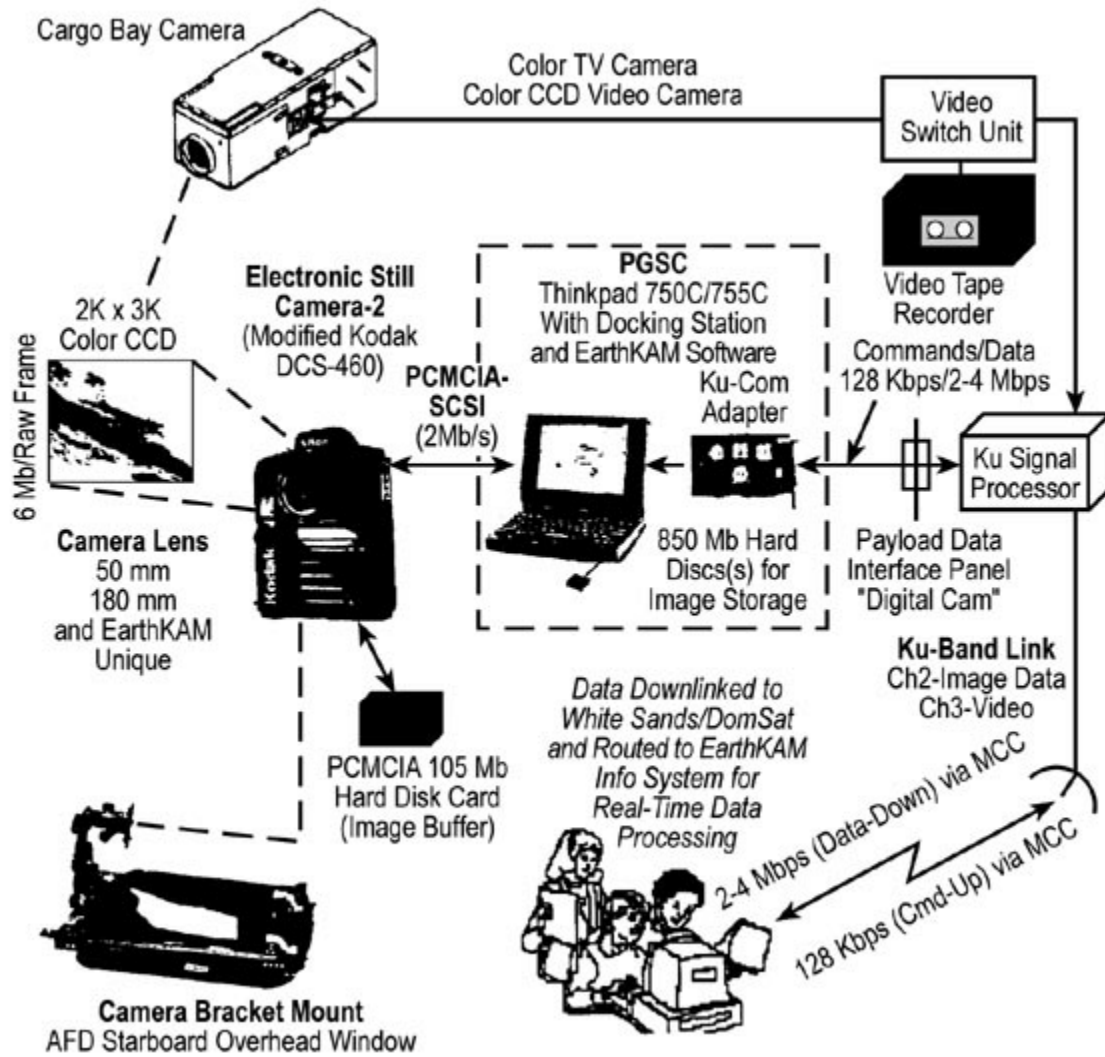 Cargo Bay Camera
Color TV Camera
Color CCD Video Camera
Video
Switch Unit
Video Tape
Recorder
2K x 3K
Color CCD
6 Mb/Raw Frame
Electronic Still
Camera-2
(Modified Kodak
DCS-460)
PCMCIA-
SCSI
(2Mb/s)
PGSC
Thinkpad 750C/755C
With Docking Station
and EarthKAM Software
Ku-Com
Adapter
850 Mb Hard
Discs(s) for
Image Storage
Commands/Data
128 Kbps/2-4 Mbps
Ku Signal
Processor
Payload Data
Interface Panel
"Digital Cam"
Camera Lens
50 mm
180 mm
and EarthKAM
Unique
Kodak
PCMCIA 105 Mb
Hard Disk Card
(Image Buffer)
Ku-Band Link
Ch2-Image Data
Ch3-Video
Data Downlinked to
White Sands/DomSat
and Routed to EarthKAM
Info System for
Real-Time Data
Processing
2-4 Mbps (Data-Down) via MCC
128 Kbps (Cmd-Up) via MCC
Camera Bracket Mount
AFD Starboard Overhead Window